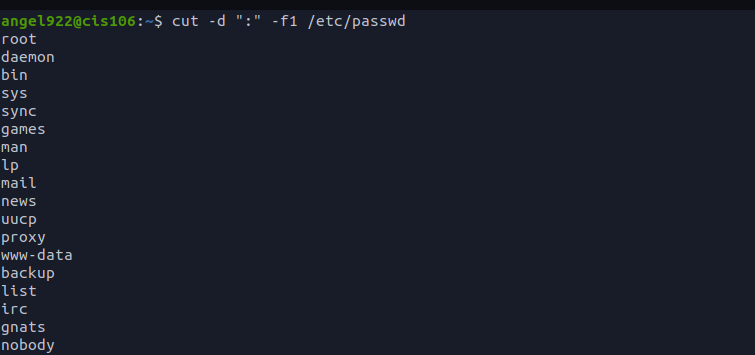 angel922@cis106:~$ cut -d ":" -f1 /etc/passwd
root
daemon
bin
sys
sync
games
man
lp
mail
news
uucp
proxy
www-data
backup
list
irc
gnats
nobody